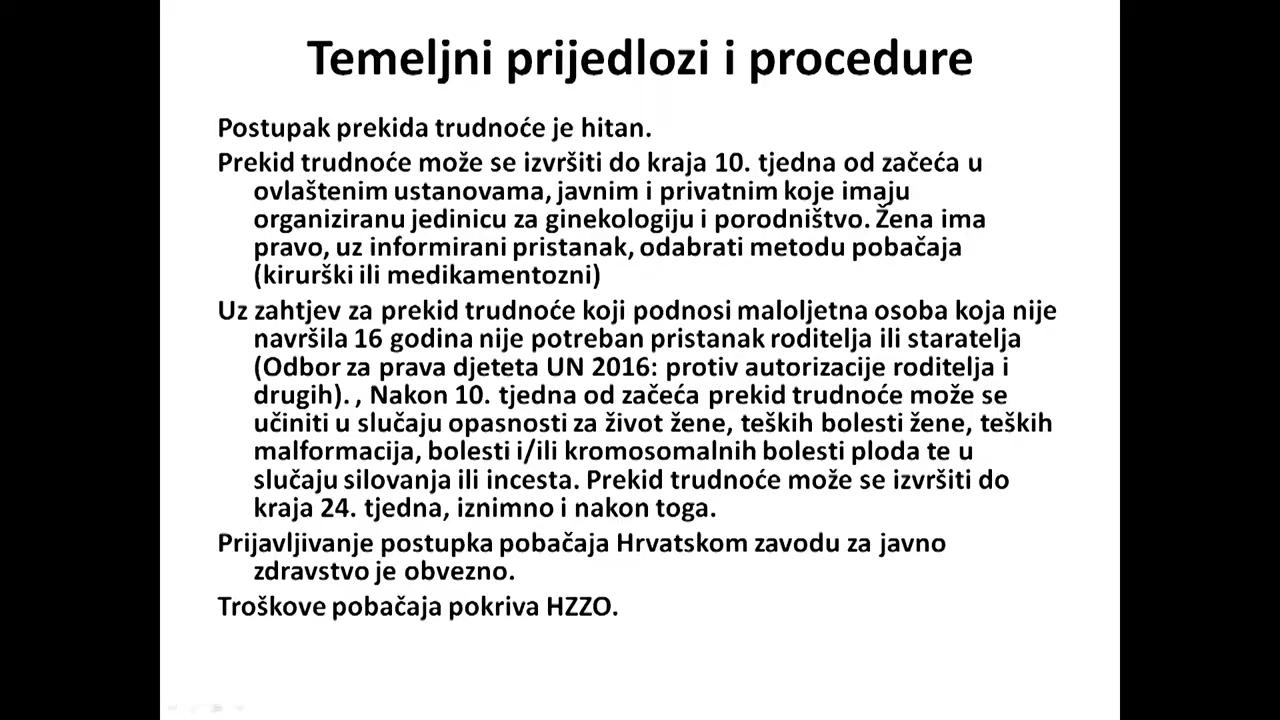 Temeljni prijedlozi i procedure
Postupak prekida trudnoće je hitan.
Prekid trudnoće može se izvršiti do kraja 10. tjedna od začeća u
ovlaštenim ustanovama, javnim i privatnim koje imaju
organiziranu jedinicu za ginekologiju i porodništvo. Žena ima
pravo, uz informirani pristanak, odabrati metodu pobačaja
(kirurški ili medikamentozni)
Uz zahtjev za prekid trudnoće koji podnosi maloljetna osoba koja nije
navršila 16 godina nije potreban pristanak roditelja ili staratelja
(Odbor za prava djeteta UN 2016: protiv autorizacije roditelja i
drugih). , Nakon 10. tjedna od začeća prekid trudnoće može se
učiniti u slučaju opasnosti za život žene, teških bolesti žene, teških
malformacija, bolesti i/ili kromosomalnih bolesti ploda te u
slučaju silovanja ili incesta. Prekid trudnoće može se izvršiti do
kraja 24. tjedna, iznimno i nakon toga.
Prijavljivanje postupka pobačaja Hrvatskom zavodu za javno
zdravstvo je obvezno.
Troškove pobačaja pokriva HZZO.